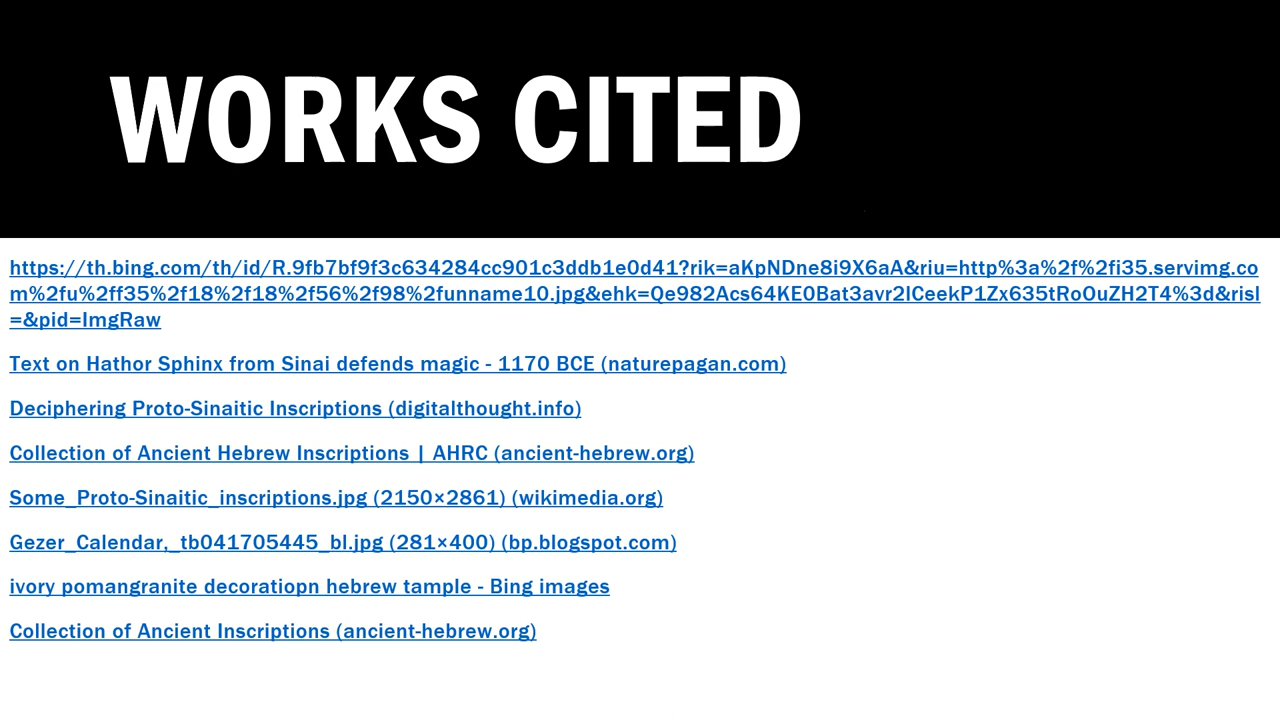 WORKS CITED
https://th.bing.com/th/id/R.9fb7bf9f3c634284cc901c3ddb1e0d41?rik=aKpNDne8i9X6aA&riu=http%3a%2f%2fi35.servimg.co
m%2fu%2ff35%2f18%2f18%2f56%2f98%2funname10.jpg&ehk=Qe982Acs64KE0Bat3avr2lCeekP1Zx635tRoOuZH2T4%3d&risl
=&pid=ImgRaw
Text on Hathor Sphinx from Sinai defends magic - 1170 BCE (naturepagan.com)
Deciphering Proto-Sinaitic Inscriptions (digitalthought.info)
Collection of Ancient Hebrew Inscriptions | AHRC (ancient-hebrew.org)
Some_Proto-Sinaitic_inscriptions.jpg (2150×2861) (wikimedia.org)
Gezer_Calendar,_tb041705445_bl.jpg (281×400) (bp.blogspot.com)
ivory pomangranite decoratiopn hebrew tample - Bing images
Collection of Ancient Inscriptions (ancient-hebrew.org)